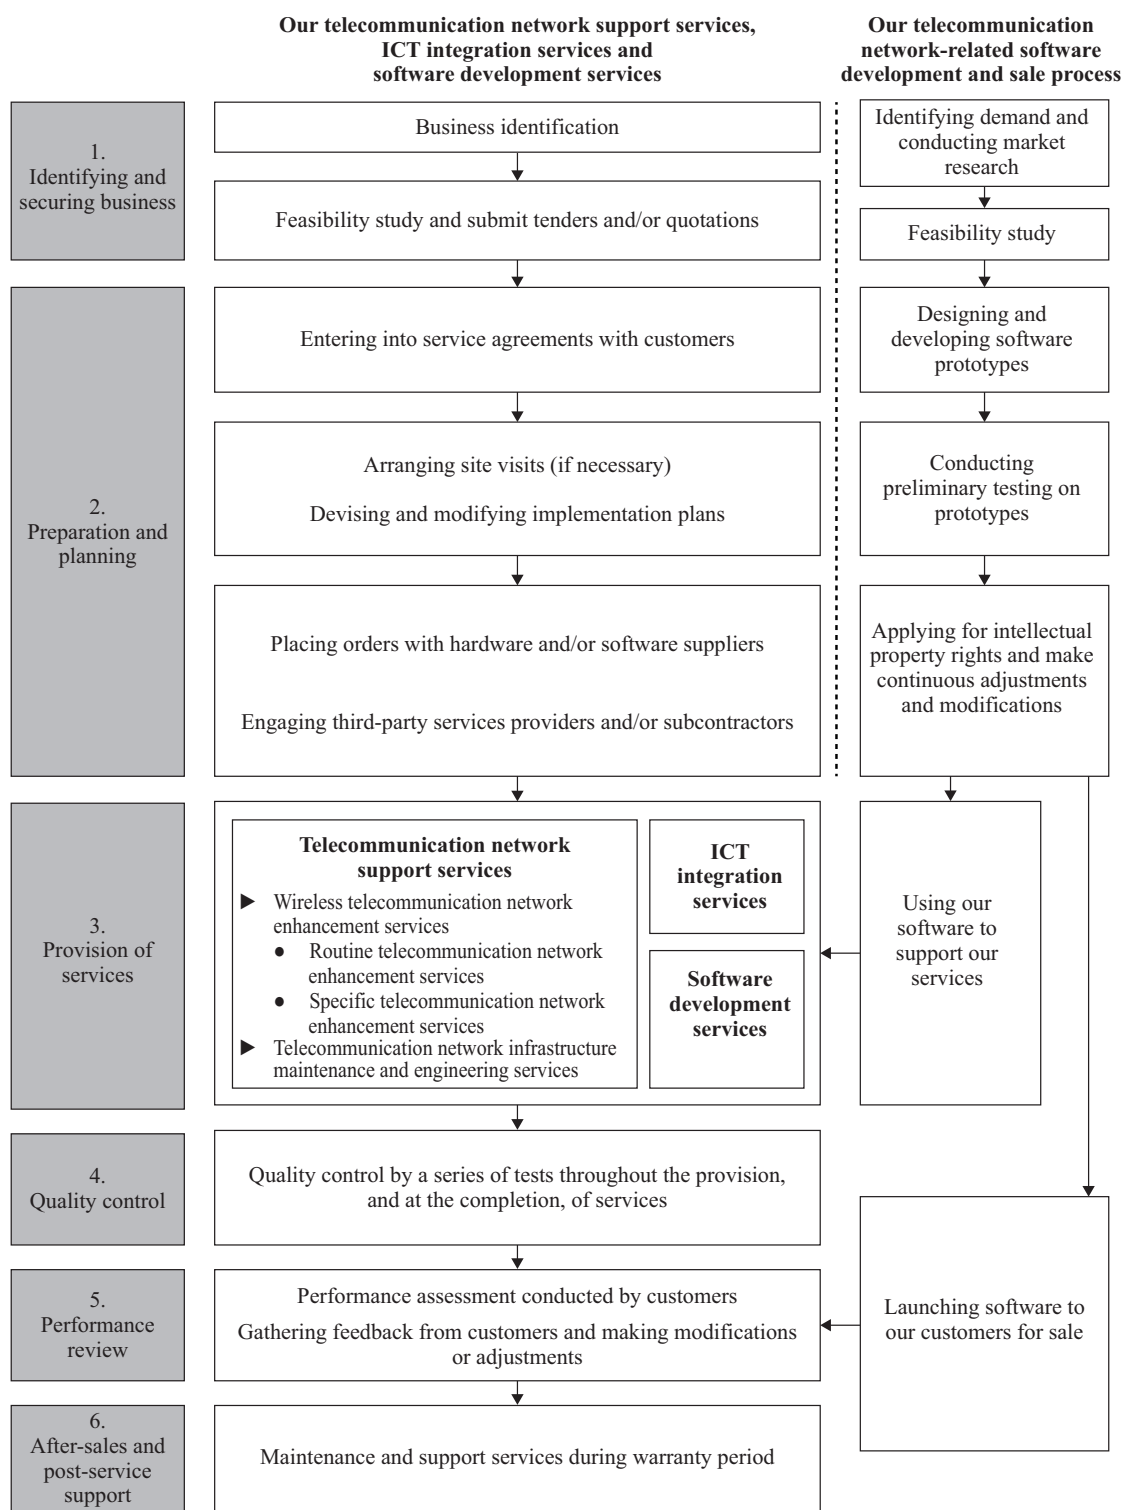 Our telecommunication network support services,
ICT integration services and
software development services
Our telecommunication
network-related software
development and sale process
1.
Identifying and
securing business
Business identification
Feasibility study and submit tenders and/or quotations
Identifying demand and
conducting market
research
Feasibility study
2.
Preparation and
planning
Entering into service agreements with customers
Arranging site visits (if necessary)
Devising and modifying implementation plans
Placing orders with hardware and/or software suppliers
Engaging third-party services providers and/or subcontractors
Designing and
developing software
prototypes
Conducting
preliminary testing on
prototypes
Applying for intellectual
property rights and make
continuous adjustments
and modifications
3.
Provision of
services
Telecommunication network
support services
► Wireless telecommunication network
enhancement services
● Routine telecommunication network
enhancement services
● Specific telecommunication network
enhancement services
► Telecommunication network infrastructure
maintenance and engineering services
ICT
integration
services
Software
development
services
Using our
software to
support our
services
4.
Quality control
Quality control by a series of tests throughout the provision,
and at the completion, of services
5.
Performance
review
Performance assessment conducted by customers
Gathering feedback from customers and making modifications
or adjustments
Launching software to
our customers for sale
6.
After-sales and
post-service
support
Maintenance and support services during warranty period